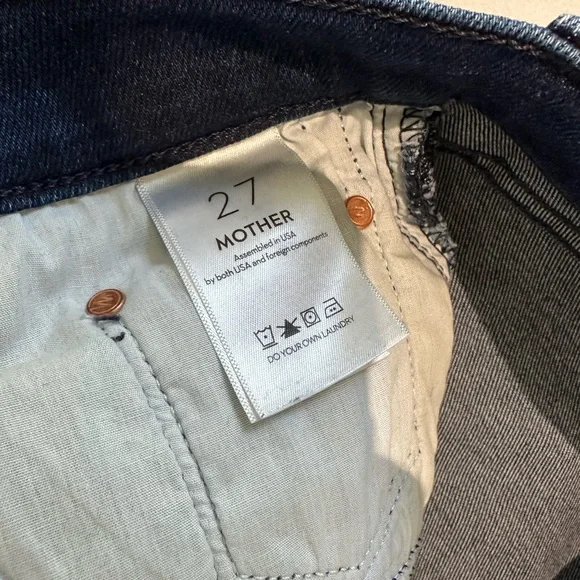 27
MOTHER
Assembled in USA
by both USA and foreign components
DO YOUR OWN LAUNDRY